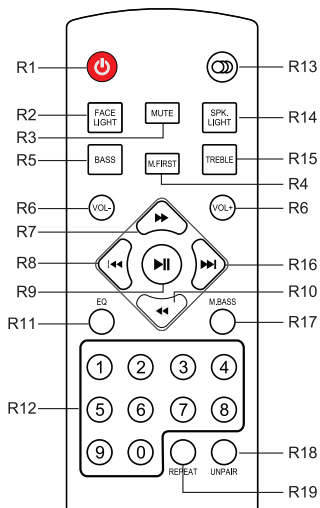 R1 R13
R2 FACE LIGHT MUTE SPK. LIGHT R14
R3
R5 BASS M.FIRST TREBLE R15
R4
R6 VOL- VOL+ R6
R7
R8 R16
R9 R10
R11 EQ M.BASS R17
R12 1 2 3 4
5 6 7 8
9 0 REPEAT UNPAIR R18
R19